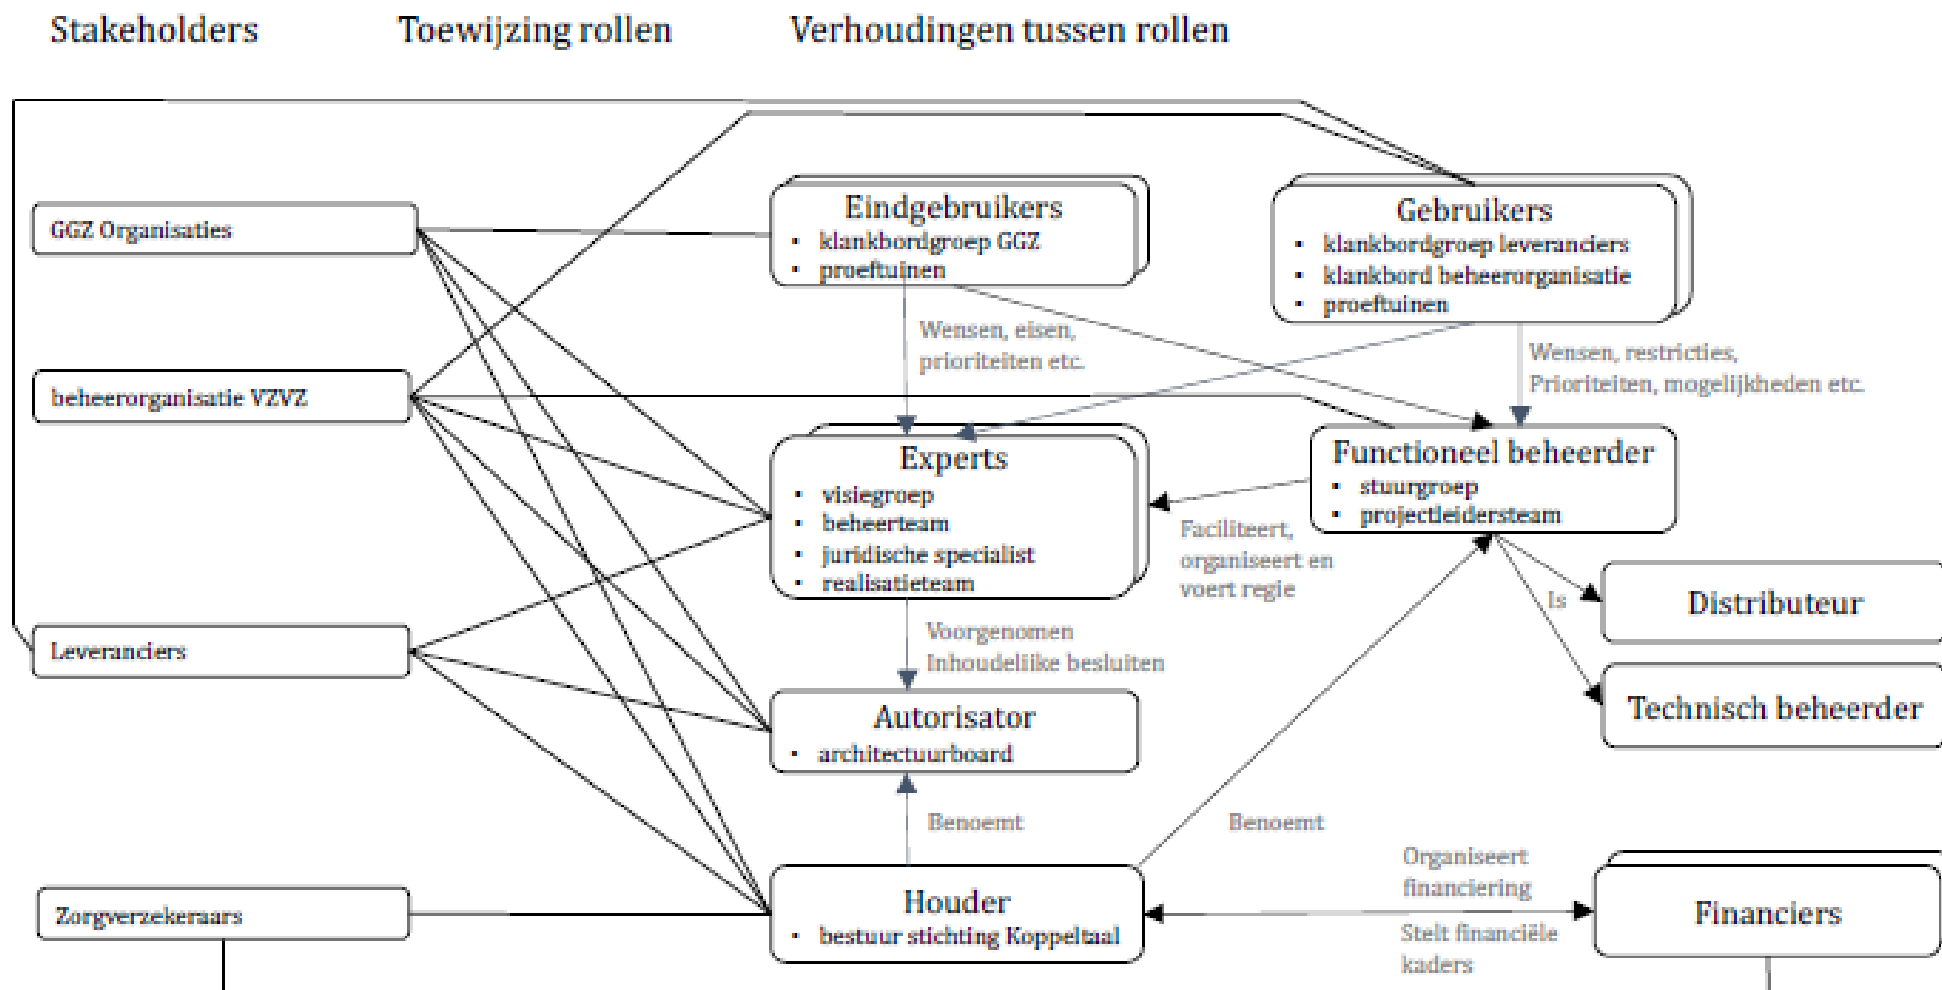 Stakeholders
Toewijzing rollen
Verhoudingen tussen rollen
GGZ Organisaties
beheerorganisatie VZVZ
Leveranciers
Zorgverzekeraars
Eindgebruikers
▪ klankbordgroep GGZ
▪ proeftuinen
Gebruikers
▪ klankbordgroep leveranciers
▪ klankbord beheerorganisatie
▪ proeftuinen
Wensen, eisen,
prioriteiten etc.
Wensen, restricties,
Prioriteiten, mogelijkheden etc.
Experts
▪ visiegroep
▪ beheerteam
▪ juridische specialist
▪ realisatieteam
Functioneel beheerder
▪ stuurgroep
▪ projectleidersteam
Faciliteert,
organiseert en
voert regie
Is
Distributeur
Technisch beheerder
Voorgenomen
Inhoudelijke besluiten
Autorisator
▪ architectuurboard
Benoemt
Benoemt
Houder
▪ bestuur stichting Koppeltaal
Organiseert
financiering
Stelt financiële
kaders
Financiers